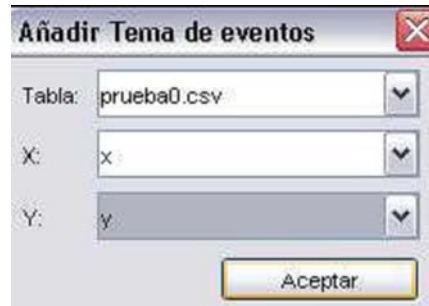 Añadir Tema de eventos
Tabla: prueba0.csv
X: x
Y: y
Aceptar